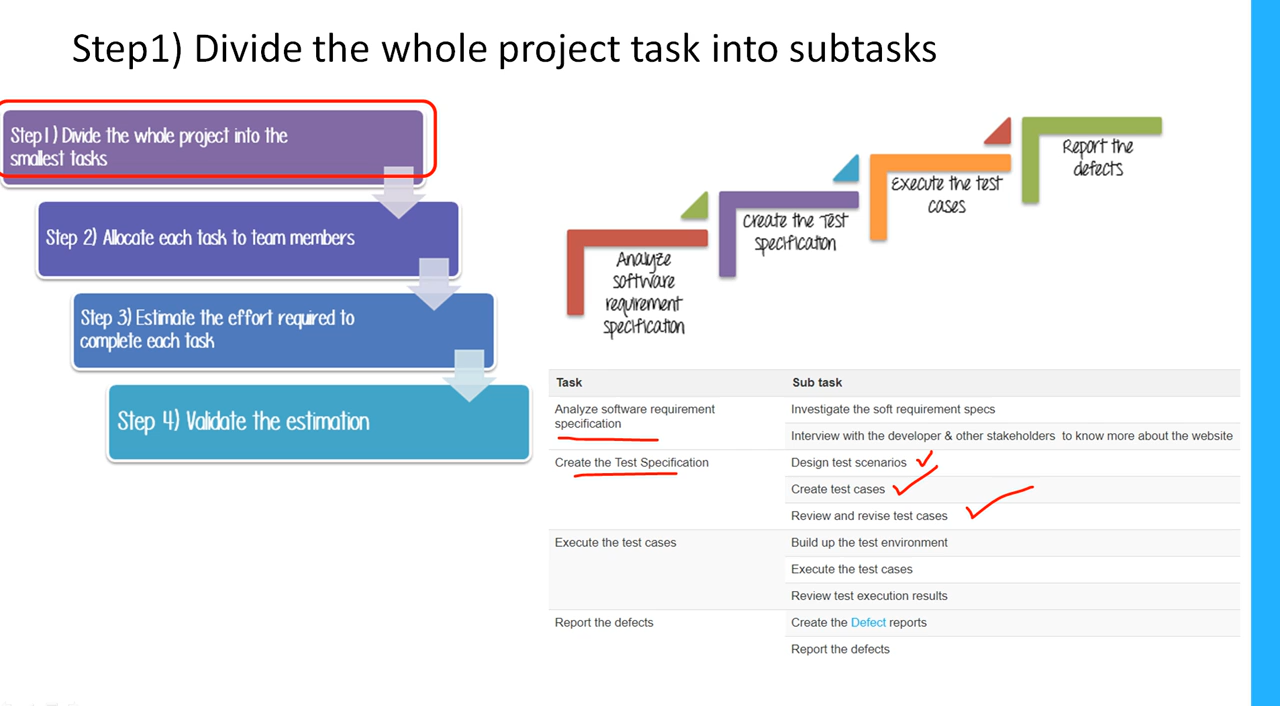 Step1) Divide the whole project task into subtasks
Step1) Divide the whole project into the
smallest tasks
Step 2) Allocate each task to team members
Step 3) Estimate the effort required to
complete each task
Step 4) Validate the estimation
Analyze
software
requirement
specification
Create the Test
specification
Execute the test
cases
Report the
defects
Task Sub task
Analyze software requirement
specification
Investigate the soft requirement specs
Interview with the developer & other stakeholders to know more about the website
Create the Test Specification
Design test scenarios
Create test cases
Review and revise test cases
Execute the test cases
Build up the test environment
Execute the test cases
Review test execution results
Report the defects
Create the Defect reports
Report the defects